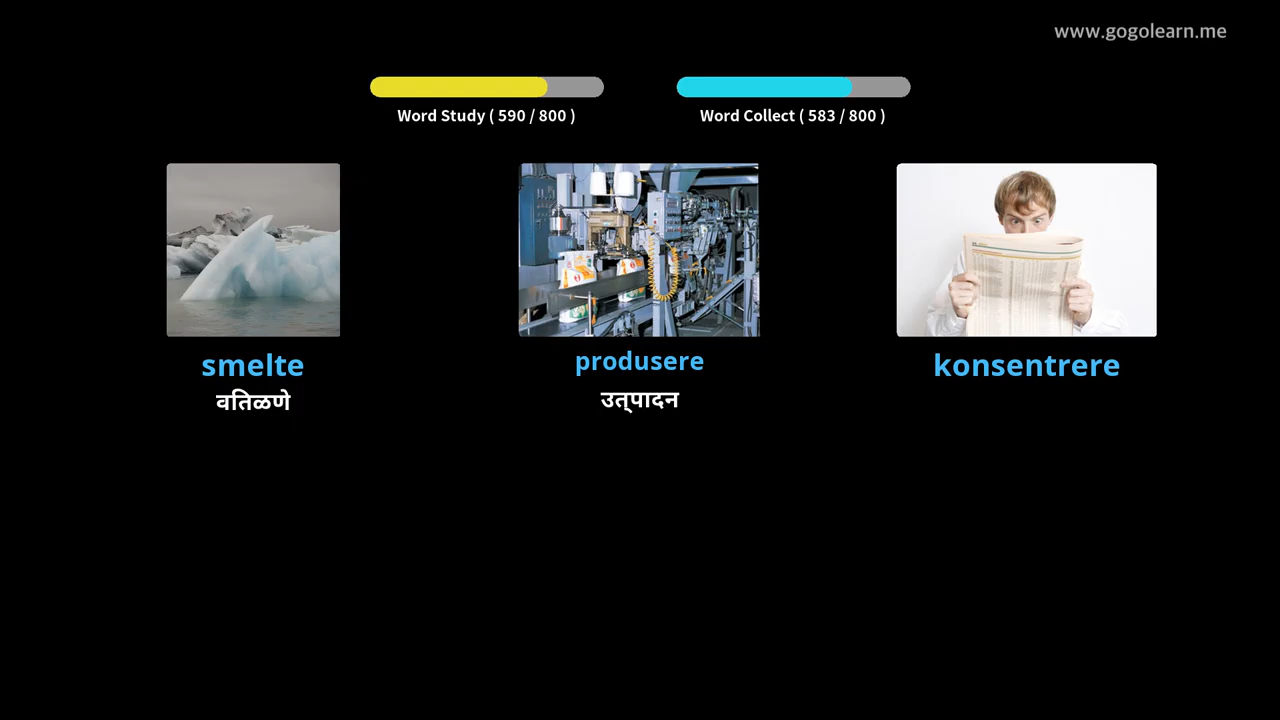 www.gogolearn.me
Word Study ( 590 / 800 )
Word Collect ( 583 / 800 )
smelte
produsere
konsentrere
वतिळणे
उत्पादन